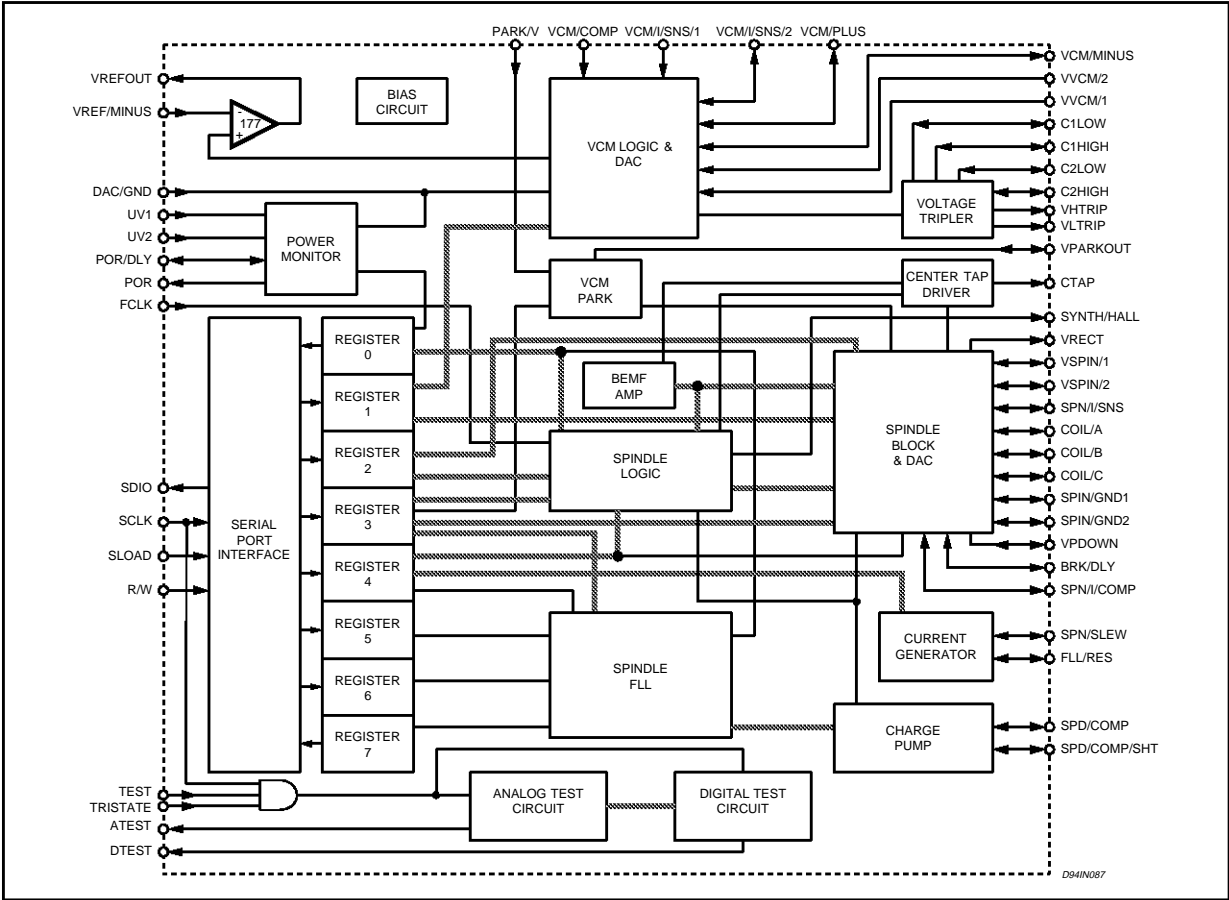 PARK/V VCM/COMP VCM/I/SNS/1 VCM/I/SNS/2 VCM/PLUS
VREFOUT
VREF/MINUS
-
177
+
BIAS
CIRCUIT
VCM LOGIC &
DAC
VCM/MINUS
VVCM/2
VVCM/1
C1LOW
C1HIGH
C2LOW
C2HIGH
VHTRIP
VLTRIP
VOLTAGE
TRIPLER
DAC/GND
UV1
UV2
POR/DLY
POR
FCLK
POWER
MONITOR
VCM
PARK
CENTER TAP
DRIVER
VPARKOUT
CTAP
SYNTH/HALL
VRECT
VSPIN/1
VSPIN/2
SPN/I/SNS
COIL/A
COIL/B
COIL/C
SPIN/GND1
SPIN/GND2
VPDOWN
BRK/DLY
SPN/I/COMP
REGISTER
0
REGISTER
1
REGISTER
2
REGISTER
3
REGISTER
4
REGISTER
5
REGISTER
6
REGISTER
7
BEMF
AMP
SPINDLE
LOGIC
SPINDLE
BLOCK
& DAC
SDIO
SCLK
SLOAD
R/W
SERIAL
PORT
INTERFACE
SPINDLE
FLL
CURRENT
GENERATOR
SPN/SLEW
FLL/RES
CHARGE
PUMP
SPD/COMP
SPD/COMP/SHT
TEST
TRISTATE
ATEST
DTEST
ANALOG TEST
CIRCUIT
DIGITAL TEST
CIRCUIT
D94IN087